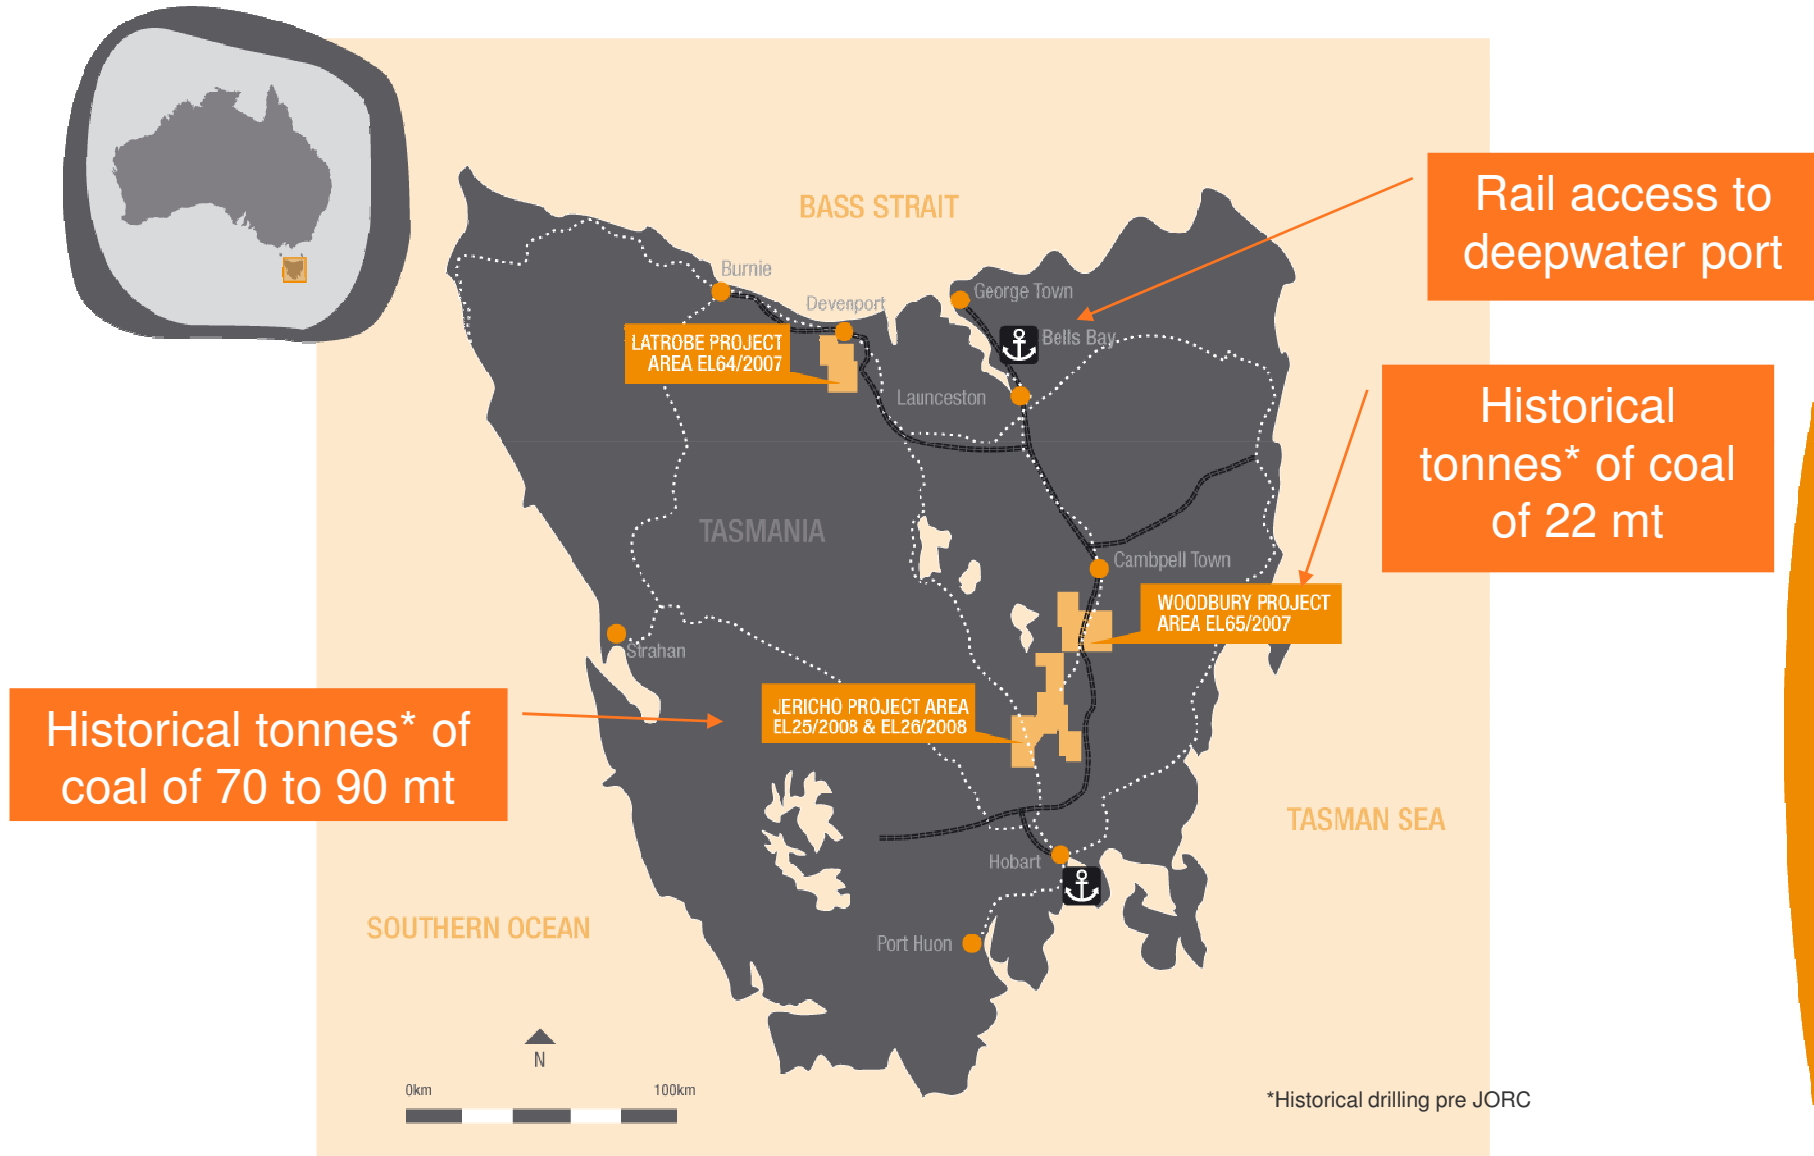 BASS STRAIT
Rail access to
deepwater port
Burnie
Devenport
George Town
Bells Bay
LATROBE PROJECT
AREA EL64/2007
Launceston
Historical
tonnes* of coal
of 22 mt
TASMANIA
Cambpell Town
WOODBURY PROJECT
AREA EL65/2007
Strahan
Historical tonnes* of
coal of 70 to 90 mt
JERICHO PROJECT AREA
EL25/2008 & EL26/2008
TASMAN SEA
Hobart
SOUTHERN OCEAN
Port Huon
N
0km
100km
*Historical drilling pre JORC